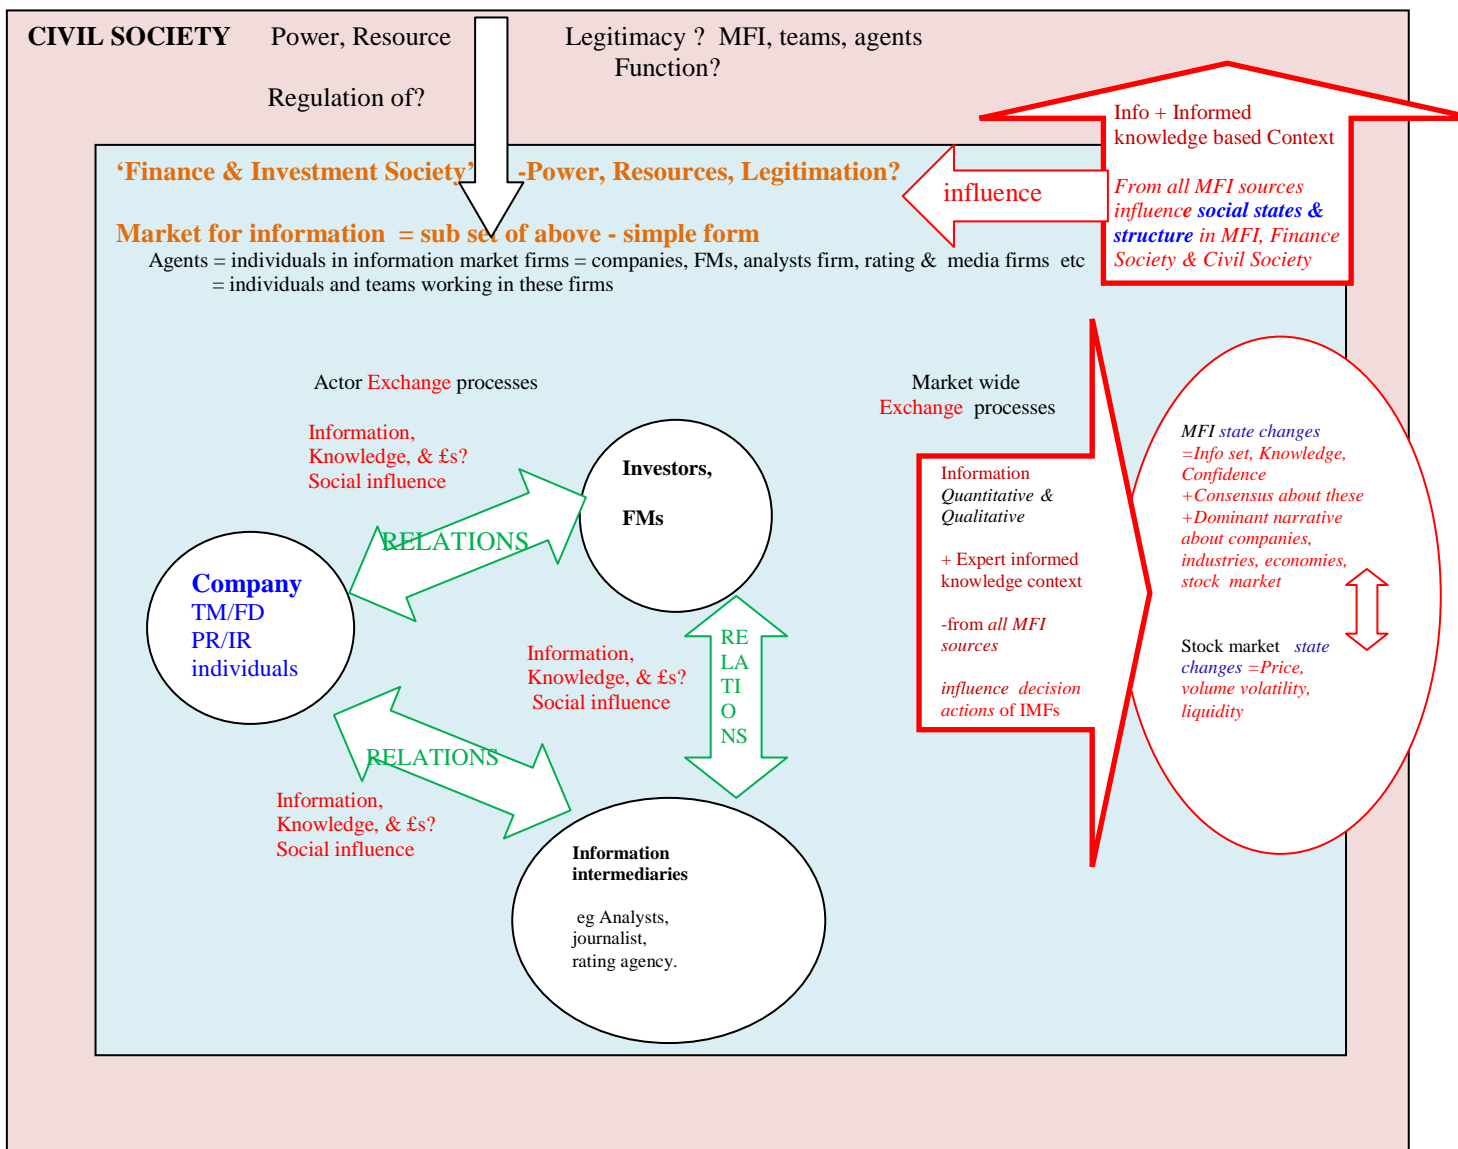 CIVIL SOCIETY Power, Resource Legitimacy ? MFI, teams, agents
Function?
Regulation of?
Info + Informed
knowledge based Context
From all MFI sources
influence social states &
structure in MFI, Finance
Society & Civil Society
influence
‘Finance & Investment Society’ -Power, Resources, Legitimation?
Market for information = sub set of above - simple form
Agents = individuals in information market firms = companies, FMs, analysts firm, rating & media firms etc
= individuals and teams working in these firms
Actor Exchange processes
Information,
Knowledge, & £s?
Social influence
RELATIONS
Investors,
FMs
Company
TM/FD
PR/IR
individuals
Information,
Knowledge, & £s?
Social influence
RE
LA
TI
O
NS
RELATIONS
Information,
Knowledge, & £s?
Social influence
Information
intermediaries
eg Analysts,
journalist,
rating agency.
Market wide
Exchange processes
Information
Quantitative &
Qualitative
+ Expert informed
knowledge context
-from all MFI
sources
influence decision
actions of IMFs
MFI state changes
=Info set, Knowledge,
Confidence
+Consensus about these
+Dominant narrative
about companies,
industries, economies,
stock market
Stock market state
changes =Price,
volume volatility,
liquidity